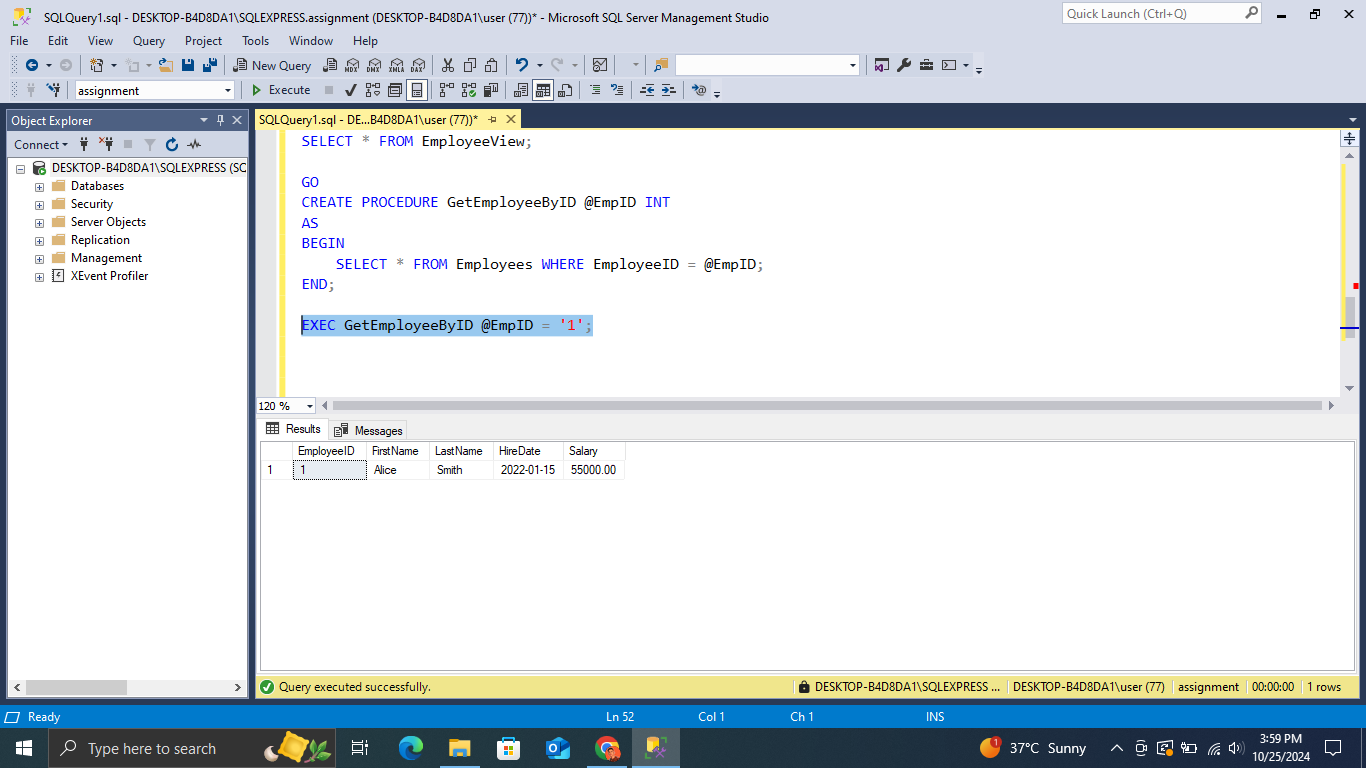 SQLQuery1.sql - DESKTOP-B4D8DA1\SQLEXPRESS.assignment (DESKTOP-B4D8DA1\user (77))* - Microsoft SQL Server Management Studio
Quick Launch (Ctrl+Q)
File Edit View Query Project Tools Window Help
New Query
MDX DMX XMLA DAX
assignment
Execute
Object Explorer
SQLQuery1.sql - DE...B4D8DA1\user (77))*
Connect
DESKTOP-B4D8DA1\SQLEXPRESS (SQ
Databases
Security
Server Objects
Replication
Management
XEvent Profiler
SELECT * FROM EmployeeView;
GO
CREATE PROCEDURE GetEmployeeByID @EmpID INT
AS
BEGIN
SELECT * FROM Employees WHERE EmployeeID = @EmpID;
END;
EXEC GetEmployeeByID @EmpID = '1';
120 %
Results Messages
EmployeeID FirstName LastName HireDate Salary
1 1 Alice Smith 2022-01-15 55000.00
Query executed successfully.
DESKTOP-B4D8DA1\SQLEXPRESS ... DESKTOP-B4D8DA1\user (77) assignment 00:00:00 1 rows
Ready Ln 52 Col 1 Ch 1 INS
Type here to search
1
37°C Sunny
3:59 PM
10/25/2024